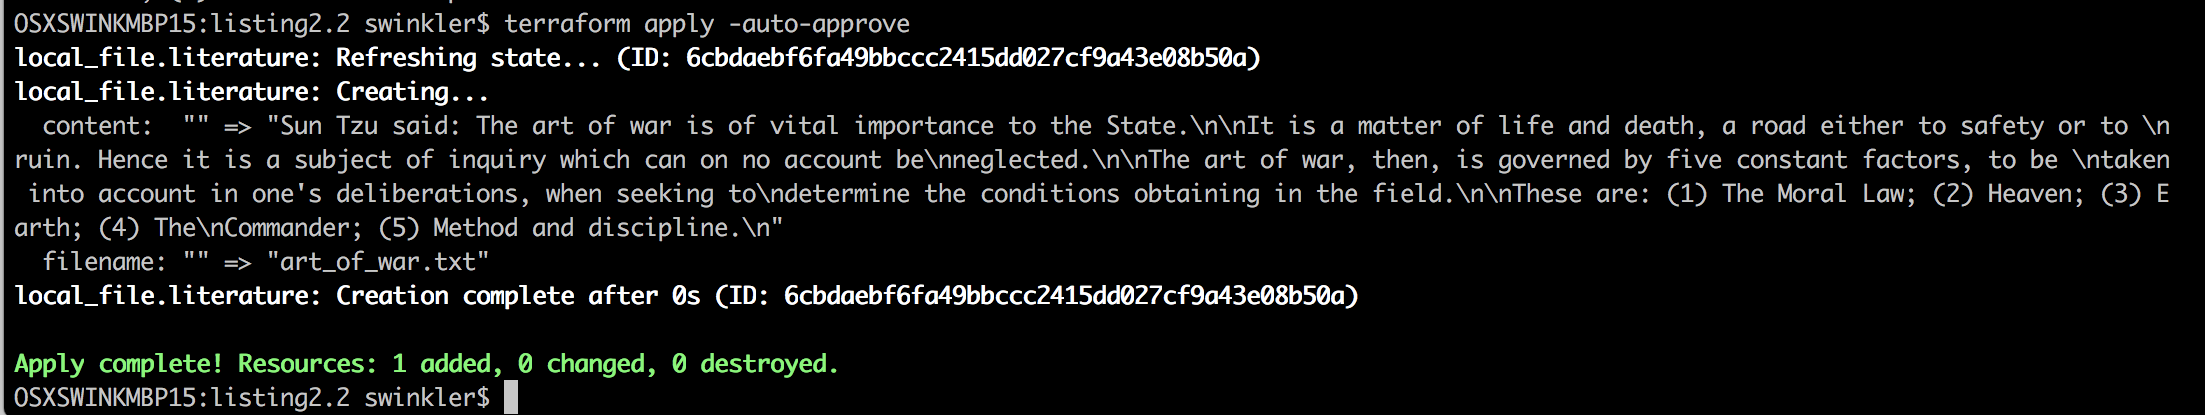 OSXSWINKMBP15:listing2.2 swinkler$ terraform apply -auto-approve
local_file.literature: Refreshing state... (ID: 6cbdaebf6fa49bbccc2415dd027cf9a43e08b50a)
local_file.literature: Creating...
  content:  "" => "Sun Tzu said: The art of war is of vital importance to the State.\n\nIt is a matter of life and death, a road either to safety or to \n
ruin. Hence it is a subject of inquiry which can on no account be\nneglected.\n\nThe art of war, then, is governed by five constant factors, to be \ntaken
 into account in one's deliberations, when seeking to\ndetermine the conditions obtaining in the field.\n\nThese are: (1) The Moral Law; (2) Heaven; (3) E
arth; (4) The\nCommander; (5) Method and discipline.\n"
  filename: "" => "art_of_war.txt"
local_file.literature: Creation complete after 0s (ID: 6cbdaebf6fa49bbccc2415dd027cf9a43e08b50a)

Apply complete! Resources: 1 added, 0 changed, 0 destroyed.
OSXSWINKMBP15:listing2.2 swinkler$